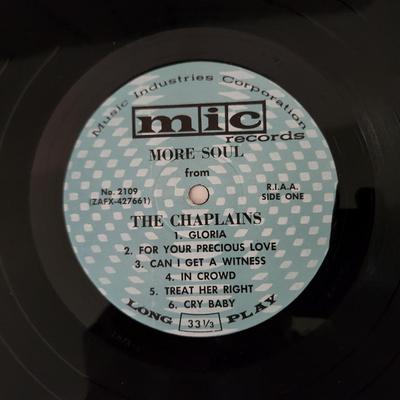 Music Industries Corporation
mic
records
MORE SOUL
from
No. 2109
(ZAFX-427661)
R.I.A.A.
SIDE ONE
THE CHAPLAINS
1. GLORIA
2. FOR YOUR PRECIOUS LOVE
3. CAN I GET A WITNESS
4. IN CROWD
5. TREAT HER RIGHT
6. CRY BABY
LONG PLAY
33 1/3